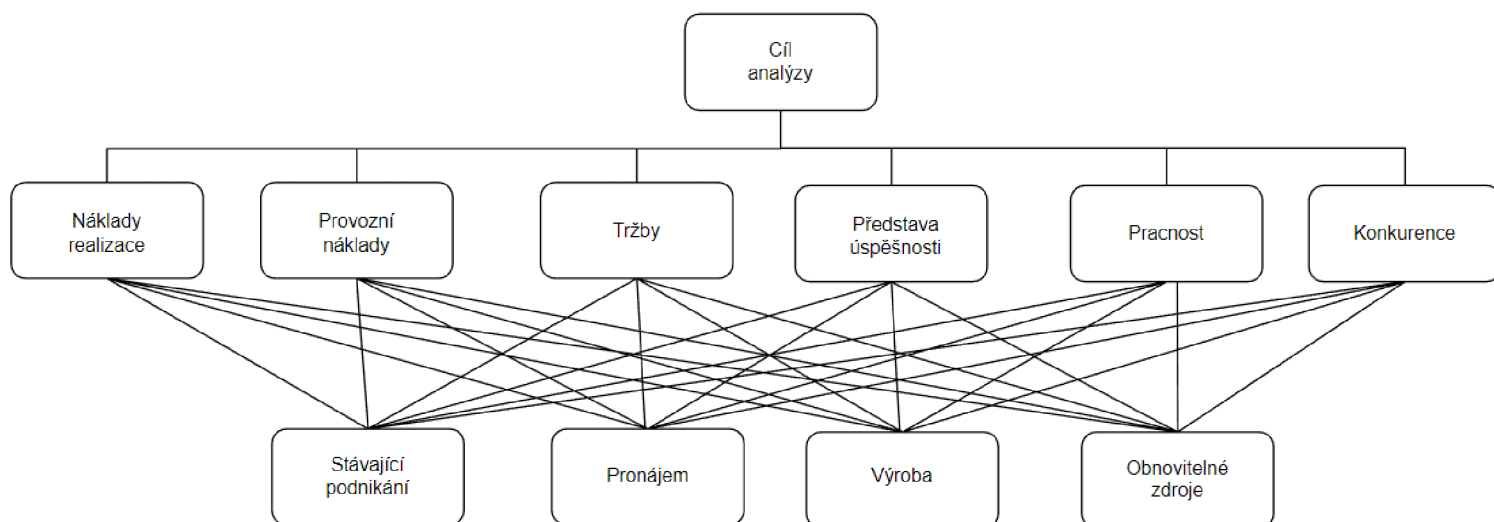 Cíl
analýzy
Náklady
realizace
Provozní
náklady
Tržby
Představa
úspěšnosti
Pracnost
Konkurence
Stávající
podnikání
Pronájem
Výroba
Obnovitelné
zdroje